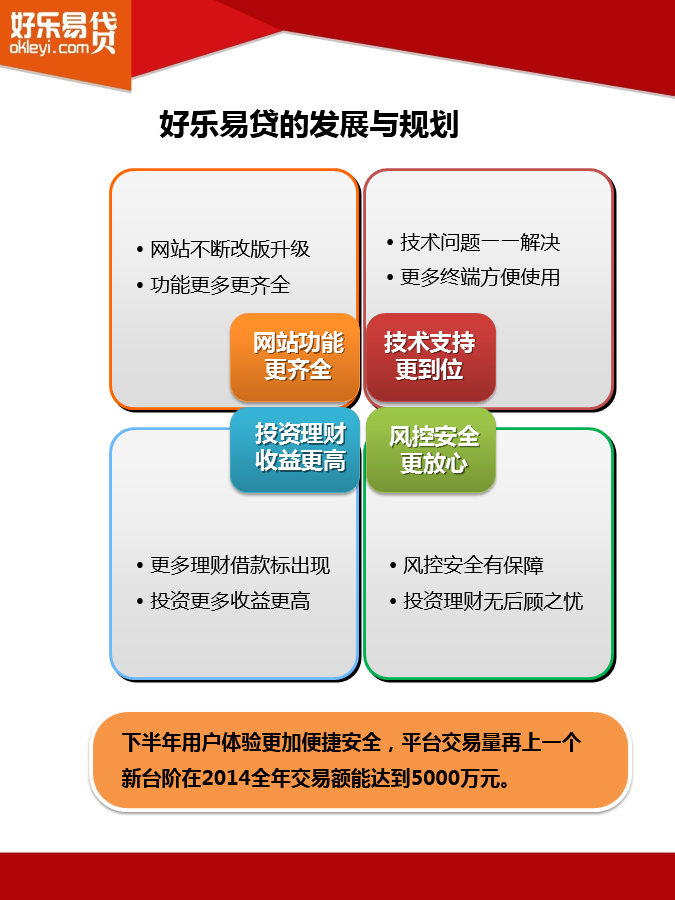 好乐易贷
okleyi.com
好乐易贷的发展与规划
• 网站不断改版升级
• 功能更多更齐全
• 技术问题一一解决
• 更多终端方便使用
网站功能
更齐全
技术支持
更到位
投资理财
收益更高
风控安全
更放心
• 更多理财借款标出现
• 投资更多收益更高
• 风控安全有保障
• 投资理财无后顾之忧
下半年用户体验更加便捷安全，平台交易量再上一个
新台阶在2014全年交易额能达到5000万元。